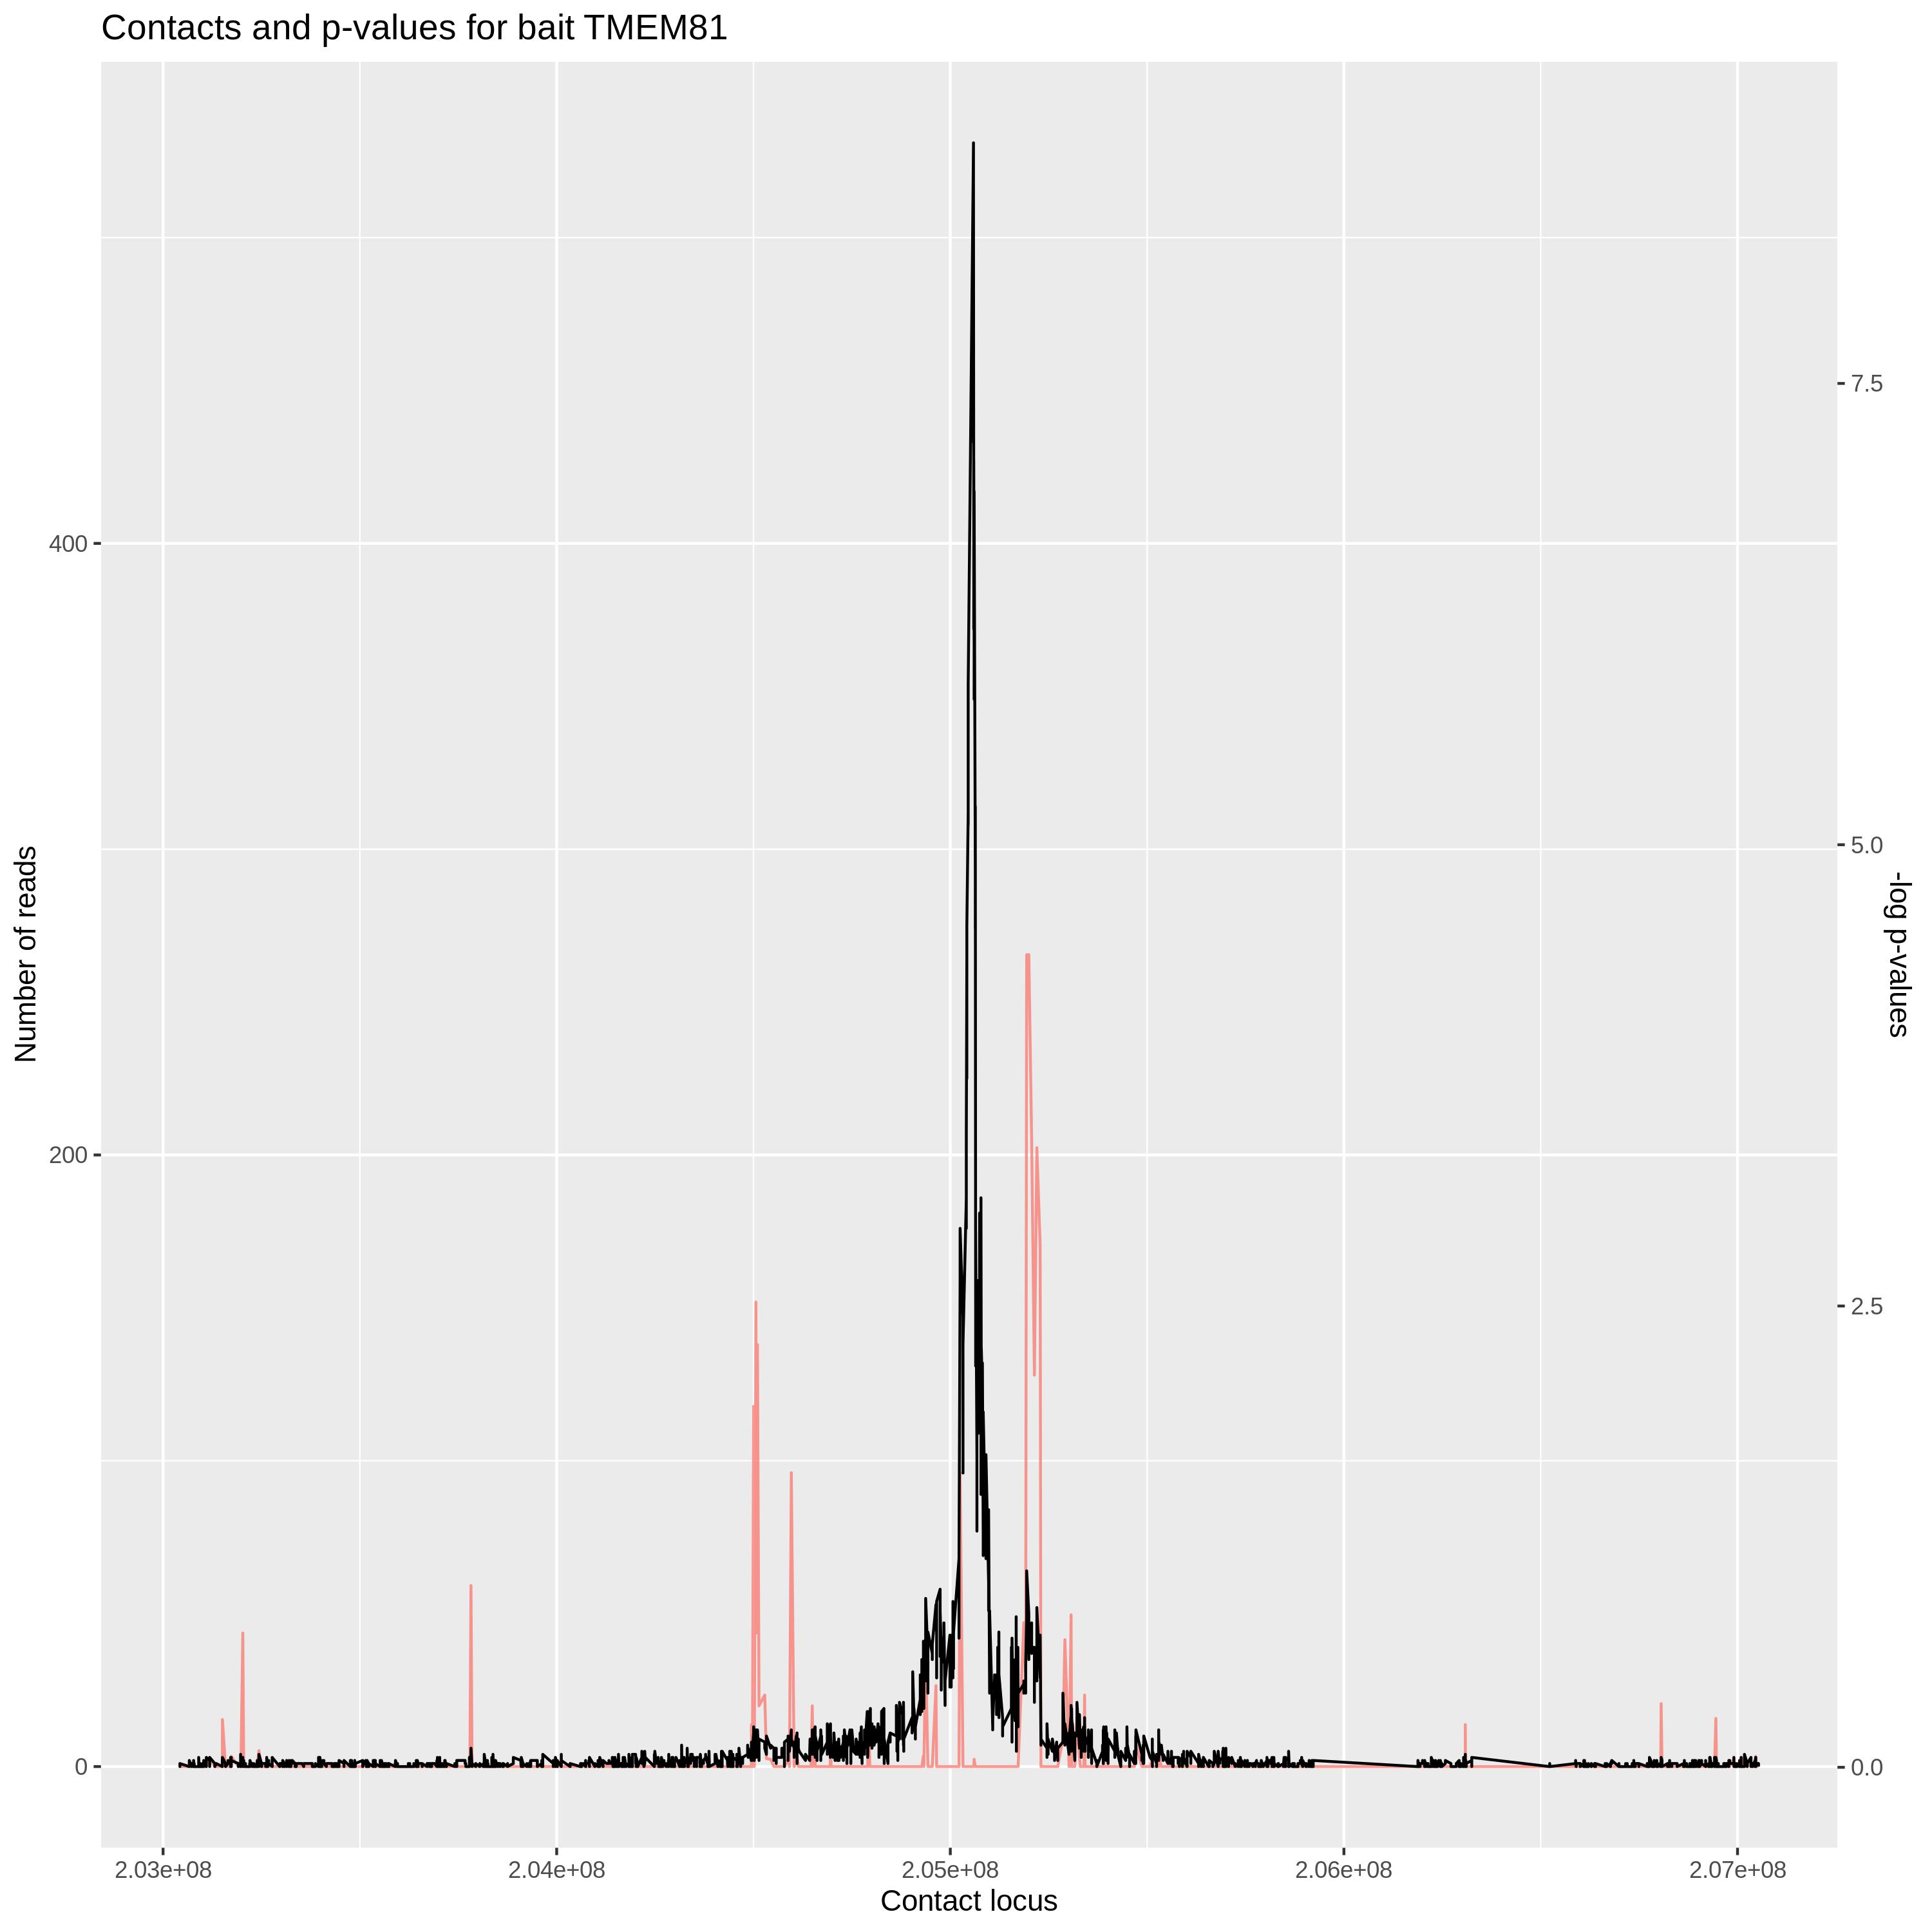 Contacts and p-values for bait TMEM81
Number of reads
400
200
0
7.5
5.0
2.5
0.0
-log p-values
2.03e+08
2.04e+08
2.05e+08
2.06e+08
2.07e+08
Contact locus